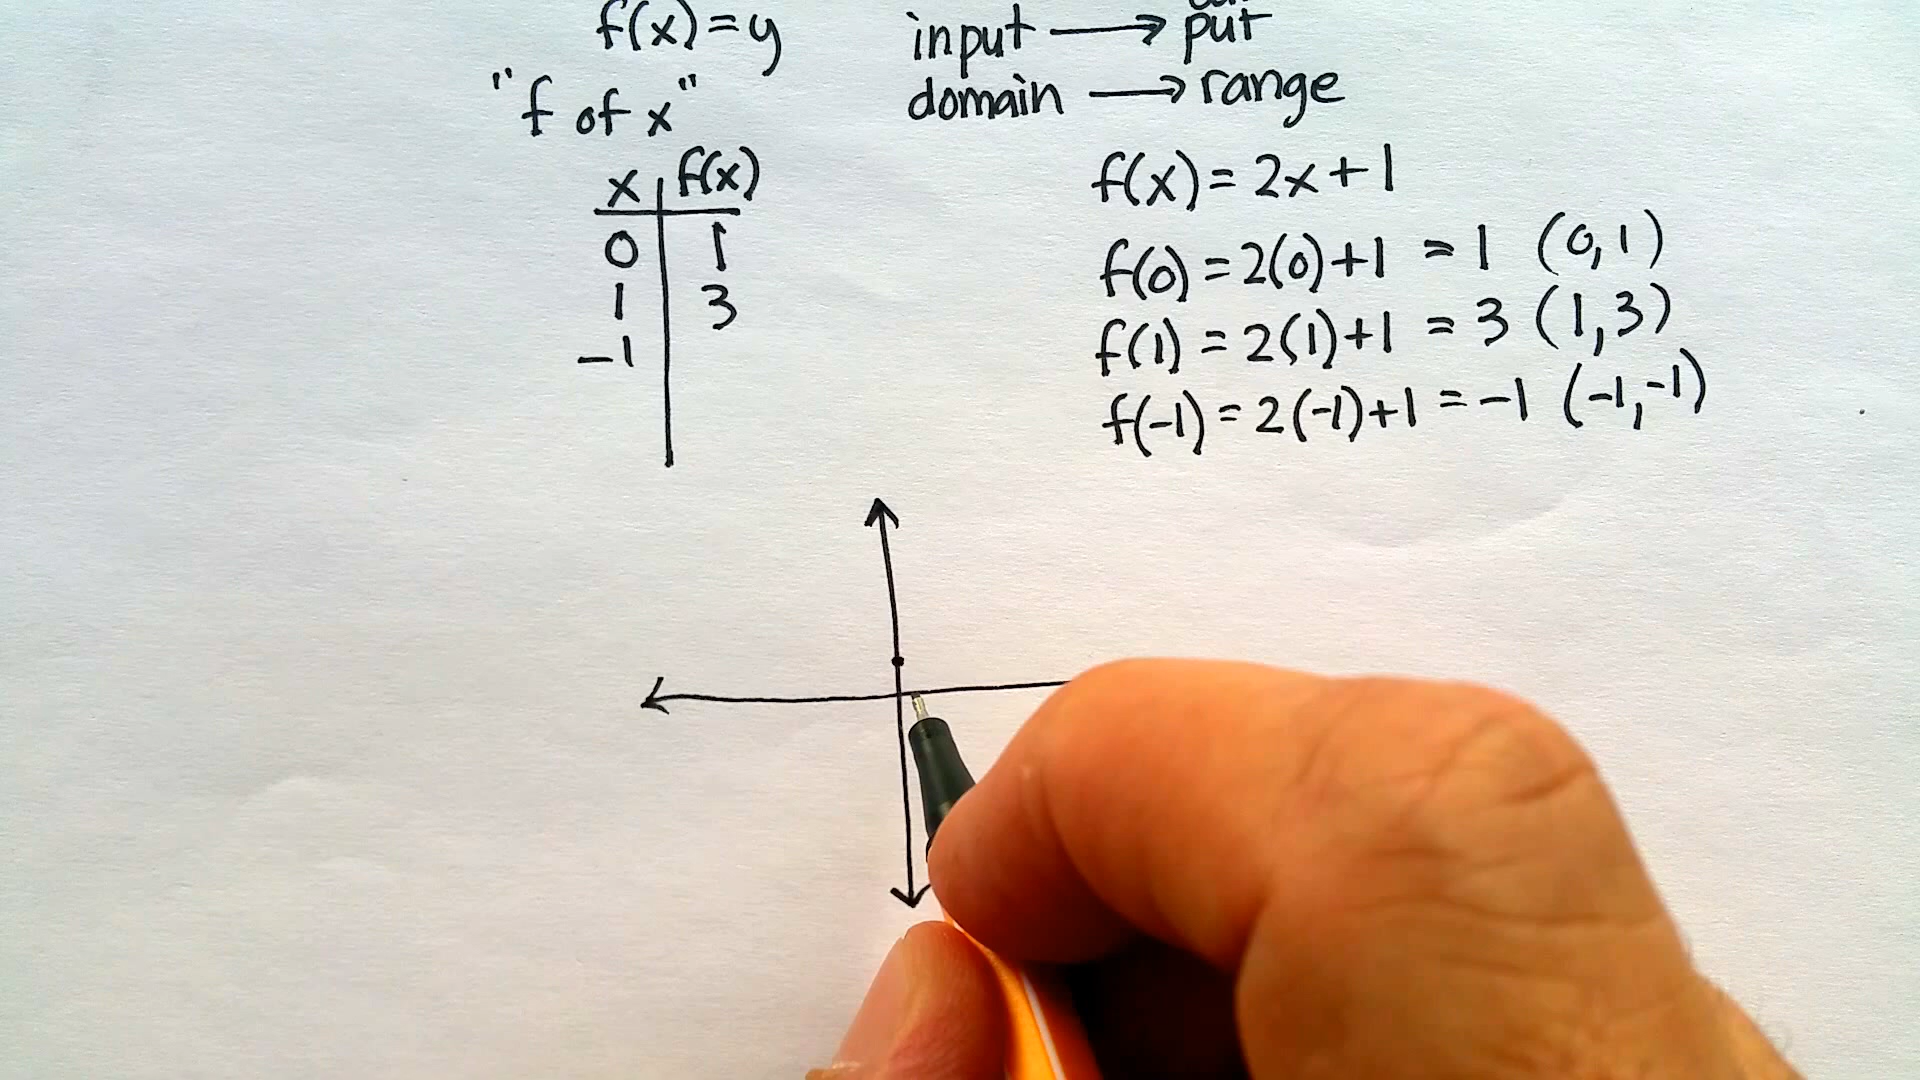 f(x) = y input → put
"f of x" domain → range
x f(x)
0 1
1 3
-1
f(x) = 2x + 1
f(0) = 2(0)+1 = 1 (0,1)
f(1) = 2(1)+1 = 3 (1,3)
f(-1) = 2(-1)+1 = -1 (-1,-1)